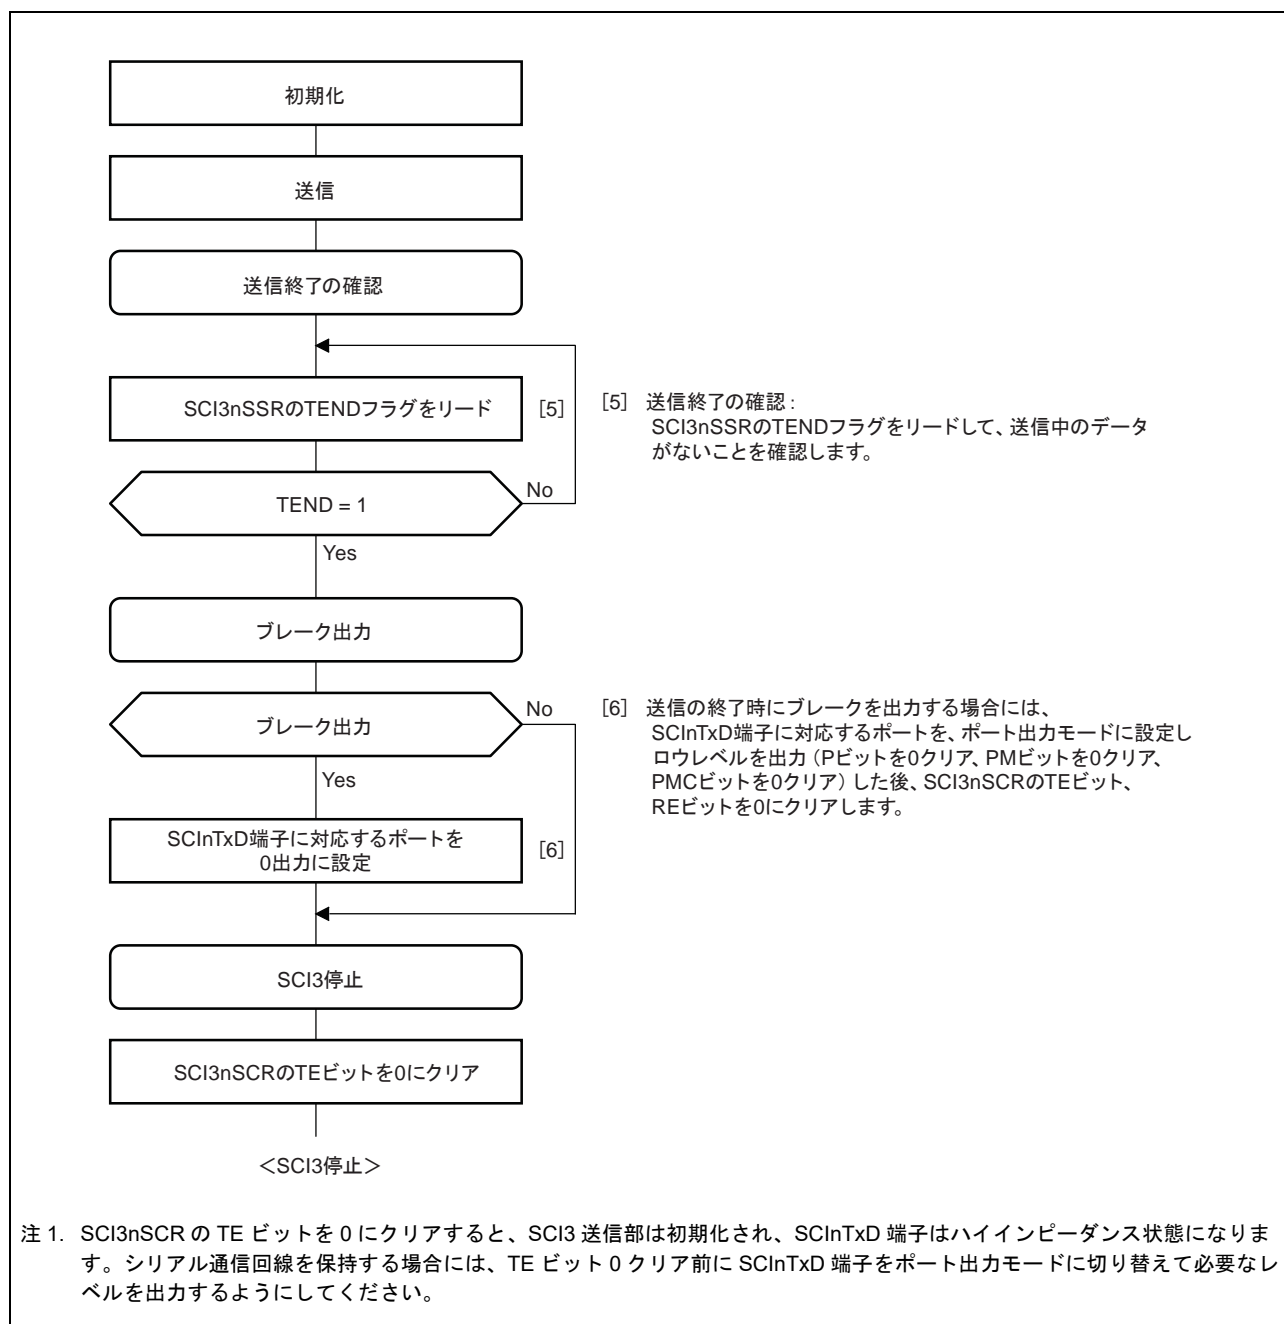 初期化
送信
送信終了の確認
SCI3nSSRのTENDフラグをリード
[5]
[5] 送信終了の確認:
SCI3nSSRのTENDフラグをリードして、送信中のデータ
がないことを確認します。
TEND = 1
No
Yes
ブレーク出力
ブレーク出力
No
Yes
[6] 送信の終了時にブレークを出力する場合には、
SCInTxD端子に対応するポートを、ポート出力モードに設定し
ロウレベルを出力(Pビットを0クリア、PMビットを0クリア、
PMCビットを0クリア)した後、SCI3nSCRのTEビット、
REビットを0にクリアします。
SCInTxD端子に対応するポートを
0出力に設定
[6]
SCI3停止
SCI3nSCRのTEビットを0にクリア
<SCI3停止>
注 1. SCI3nSCR の TE ビットを 0 にクリアすると、SCI3 送信部は初期化され、SCInTxD 端子はハイインピーダンス状態になりま
す。シリアル通信回線を保持する場合には、TE ビット 0 クリア前に SCInTxD 端子をポート出力モードに切り替えて必要なレ
ベルを出力するようにしてください。